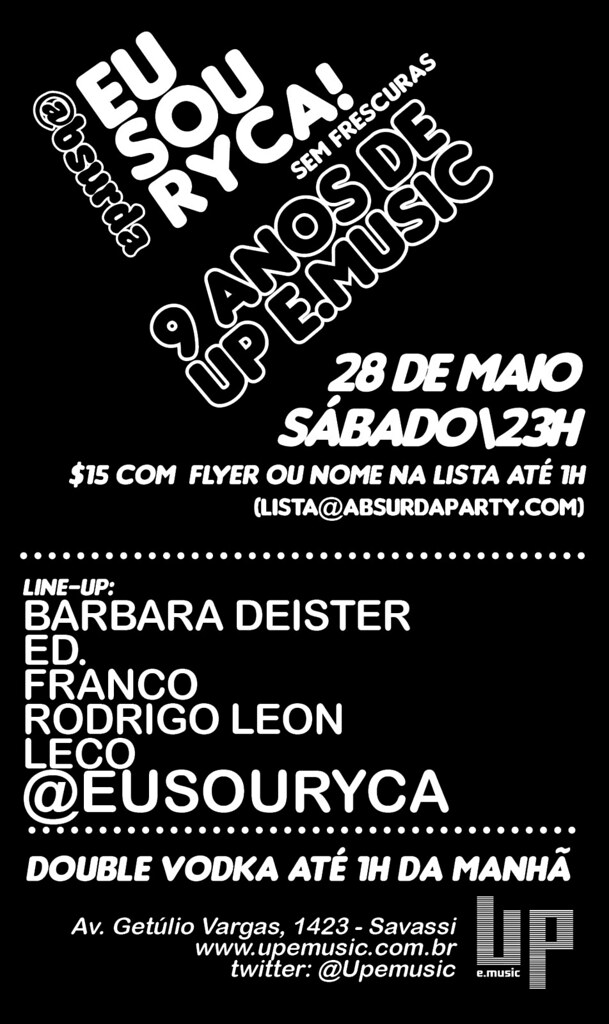 @bsurda
EU
SOU
RYCA!
SEM FRESCURAS
9 ANOS DE
UP E.MUSIC
28 DE MAIO
SÁBADO\23H
$15 COM FLYER OU NOME NA LISTA ATÉ 1H
(LISTA@ABSURDAPARTY.COM)
LINE-UP:
BARBARA DEISTER
ED.
FRANCO
RODRIGO LEON
LECO
@EUSOURYCA
DOUBLE VODKA ATÉ 1H DA MANHÃ
Av. Getúlio Vargas, 1423 - Savassi
www.upemusic.com.br
twitter: @Upemusic
UP
e.music